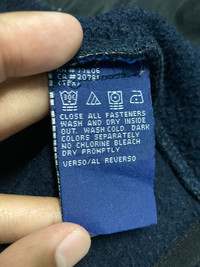 CLOSE ALL FASTENERS
WASH AND DRY INSIDE
OUT. WASH COLD. DARK
COLORS SEPARATELY
NO CHLORINE BLEACH
DRY PROMPTLY
VERSO/AL REVERSO